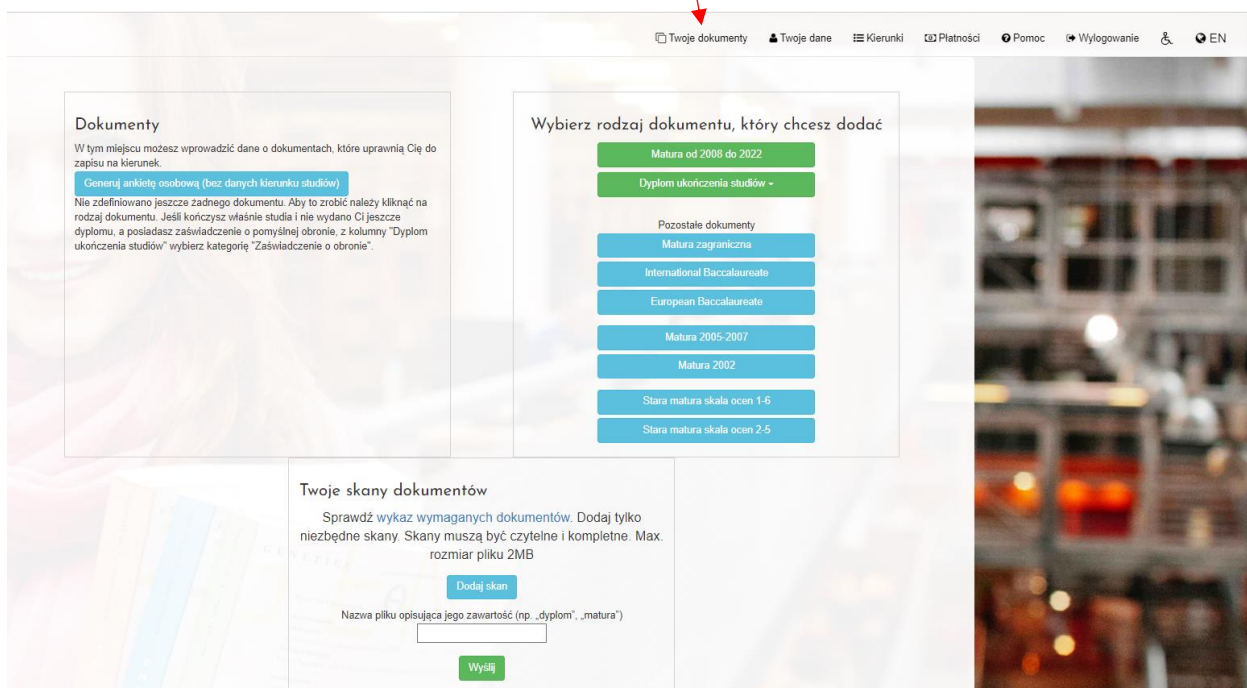 Twoje dokumenty Twoje dane Kierunki Płatności Pomoc Wylogowanie EN
Dokumenty
W tym miejscu możesz wprowadzić dane o dokumentach, które uprawnią Cię do
zapisu na kierunek.
Generuj ankietę osobową (bez danych kierunku studiów)
Nie zdefiniowano jeszcze żadnego dokumentu. Aby to zrobić należy kliknąć na
rodzaj dokumentu. Jeśli kończysz właśnie studia i nie wydano Ci jeszcze
dyplomu, a posiadasz zaświadczenie o pomyślnej obronie, z kolumny "Dyplom
ukończenia studiów" wybierz kategorię "Zaświadczenie o obronie".
Wybierz rodzaj dokumentu, który chcesz dodać
Matura od 2008 do 2022
Dyplom ukończenia studiów
Pozostałe dokumenty
Matura zagraniczna
International Baccalaureate
European Baccalaureate
Matura 2005-2007
Matura 2002
Stara matura skala ocen 1-6
Stara matura skala ocen 2-5
Twoje skany dokumentów
Sprawdź wykaz wymaganych dokumentów. Dodaj tylko
niezbędne skany. Skany muszą być czytelne i kompletne. Max.
rozmiar pliku 2MB
Dodaj skan
Nazwa pliku opisująca jego zawartość (np. „dyplom”, „matura”)
Wyślij
GENETICS